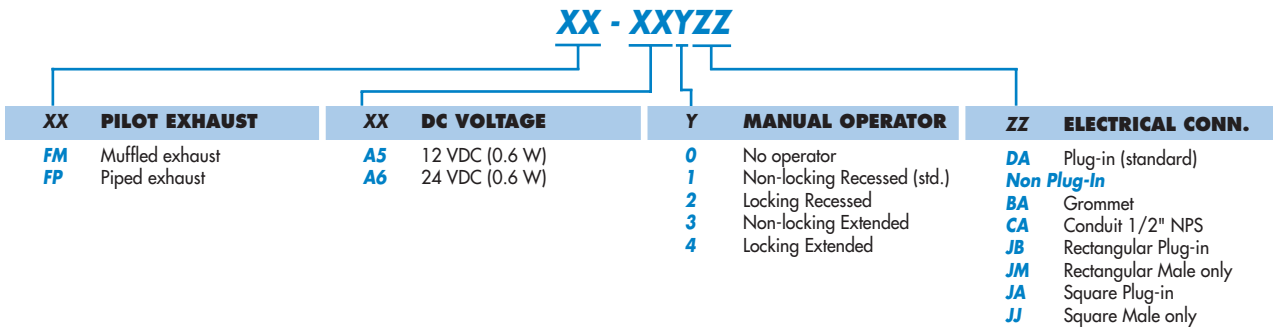 XX - XXYZZ
XX PILOT EXHAUST
FM Muffled exhaust
FP Piped exhaust
XX DC VOLTAGE
A5 12 VDC (0.6 W)
A6 24 VDC (0.6 W)
Y MANUAL OPERATOR
0 No operator
1 Non-locking Recessed (std.)
2 Locking Recessed
3 Non-locking Extended
4 Locking Extended
ZZ ELECTRICAL CONN.
DA Plug-in (standard)
Non Plug-In
BA Grommet
CA Conduit 1/2" NPS
JB Rectangular Plug-in
JM Rectangular Male only
JA Square Plug-in
JJ Square Male only